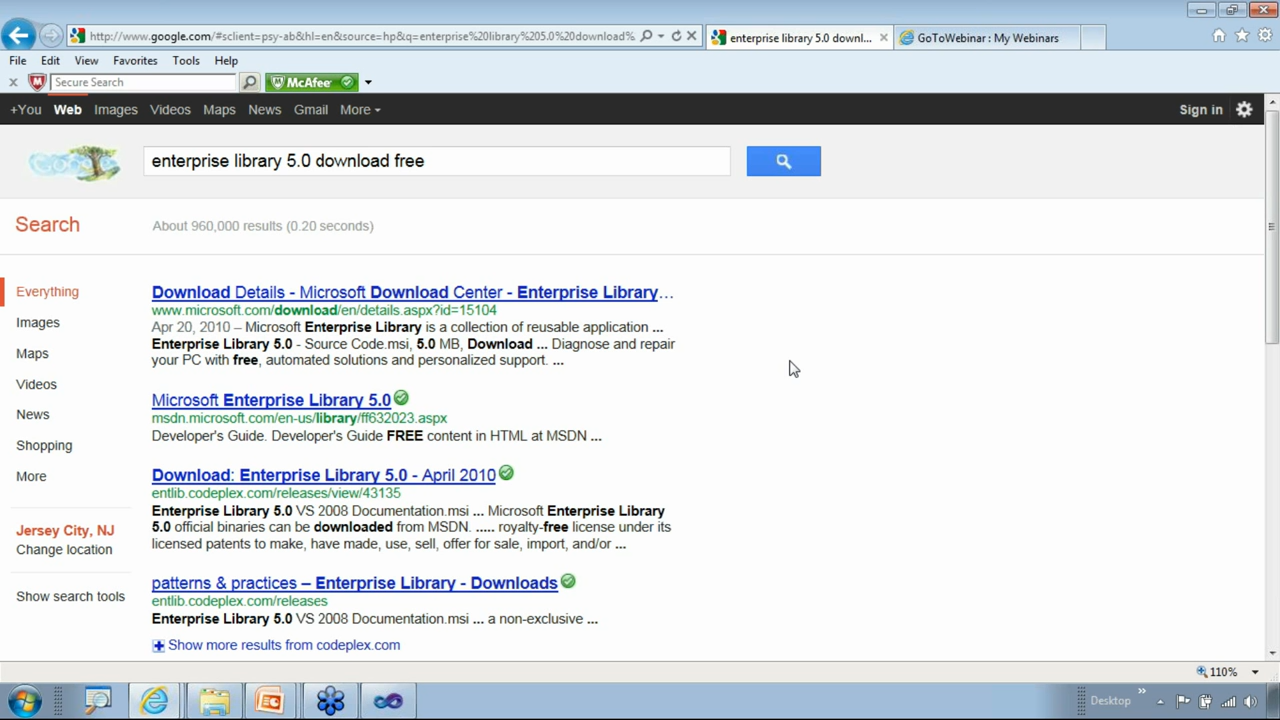 http://www.google.com/#sclient=psy-ab&hl=en&source=hp&q=enterprise%20library%205.0%20download%
enterprise library 5.0 downl...
GoToWebinar : My Webinars
File Edit View Favorites Tools Help
Secure Search
McAfee
+You Web Images Videos Maps News Gmail More
Sign in
enterprise library 5.0 download free
Search
About 960,000 results (0.20 seconds)
Everything
Images
Maps
Videos
News
Shopping
More
Jersey City, NJ
Change location
Show search tools
Download Details - Microsoft Download Center - Enterprise Library...
www.microsoft.com/download/en/details.aspx?id=15104
Apr 20, 2010 – Microsoft Enterprise Library is a collection of reusable application ...
Enterprise Library 5.0 - Source Code.msi, 5.0 MB, Download ... Diagnose and repair
your PC with free, automated solutions and personalized support. ...
Microsoft Enterprise Library 5.0
msdn.microsoft.com/en-us/library/ff632023.aspx
Developer's Guide. Developer's Guide FREE content in HTML at MSDN ...
Download: Enterprise Library 5.0 - April 2010
entlib.codeplex.com/releases/view/43135
Enterprise Library 5.0 VS 2008 Documentation.msi ... Microsoft Enterprise Library
5.0 official binaries can be downloaded from MSDN. ..... royalty-free license under its
licensed patents to make, have made, use, sell, offer for sale, import, and/or ...
patterns & practices – Enterprise Library - Downloads
entlib.codeplex.com/releases
Enterprise Library 5.0 VS 2008 Documentation.msi ... a non-exclusive ...
Show more results from codeplex.com
110%
Desktop